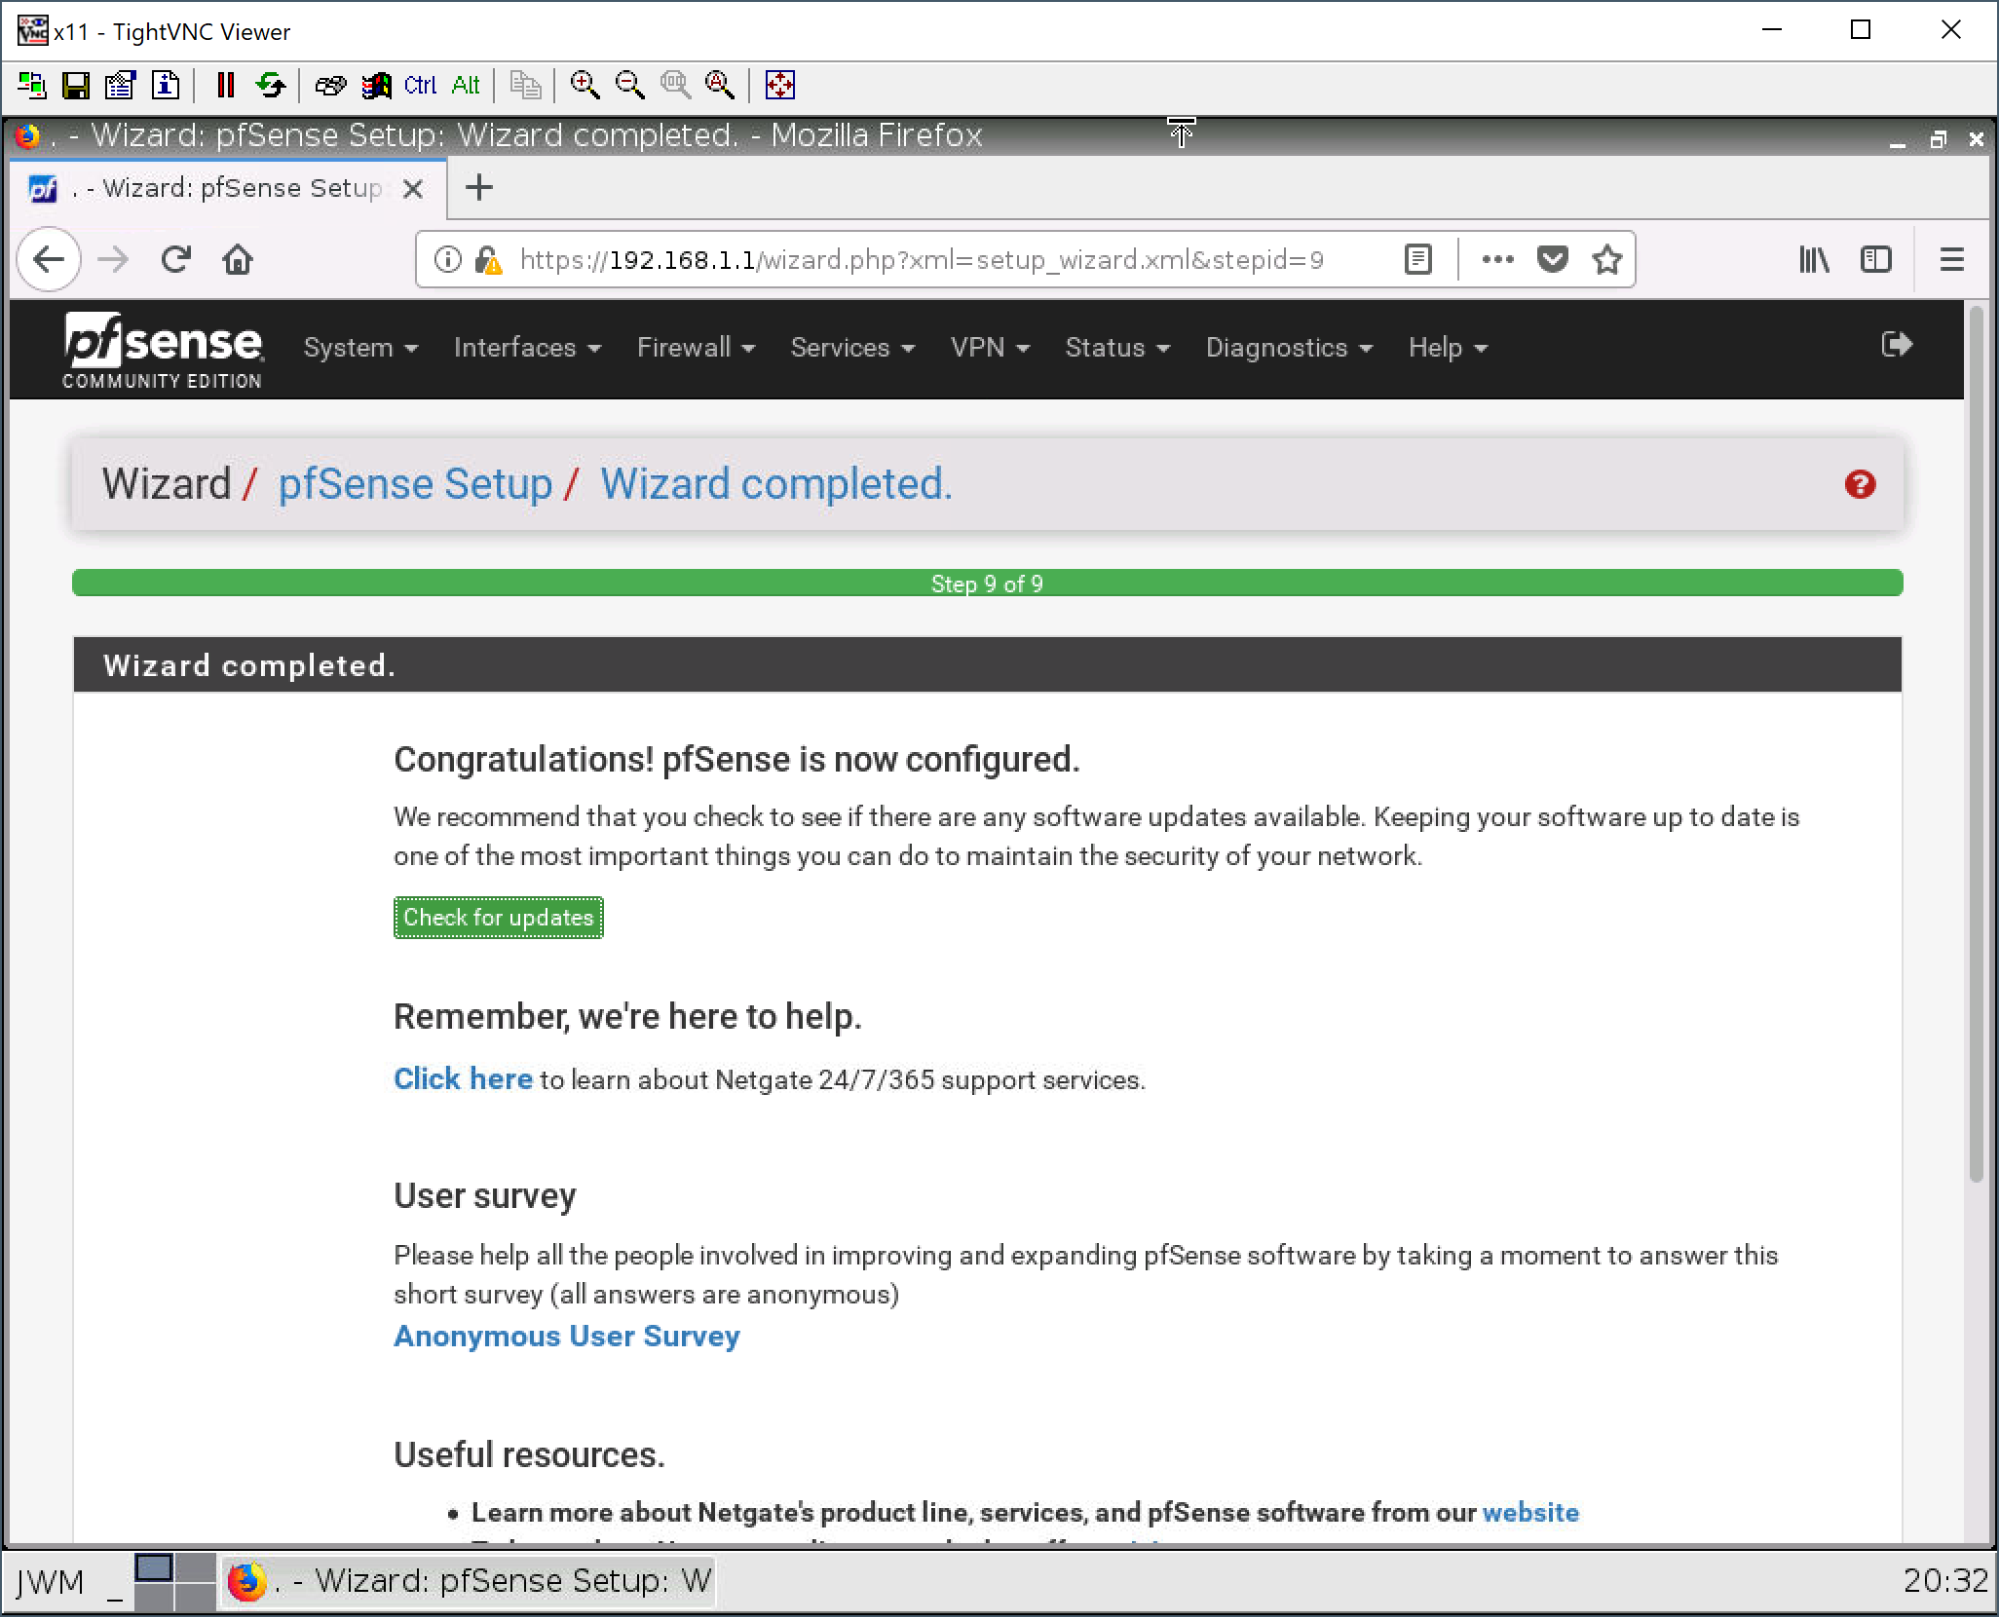 x11 - TightVNC Viewer
Ctrl Alt
. - Wizard: pfSense Setup: Wizard completed. - Mozilla Firefox
. - Wizard: pfSense Setup
https://192.168.1.1/wizard.php?xml=setup_wizard.xml&stepid=9
pfsense System Interfaces Firewall Services VPN Status Diagnostics Help
COMMUNITY EDITION
Wizard / pfSense Setup / Wizard completed.
Step 9 of 9
Wizard completed.
Congratulations! pfSense is now configured.
We recommend that you check to see if there are any software updates available. Keeping your software up to date is
one of the most important things you can do to maintain the security of your network.
Check for updates
Remember, we're here to help.
Click here to learn about Netgate 24/7/365 support services.
User survey
Please help all the people involved in improving and expanding pfSense software by taking a moment to answer this
short survey (all answers are anonymous)
Anonymous User Survey
Useful resources.
• Learn more about Netgate's product line, services, and pfSense software from our website
JWM _ . - Wizard: pfSense Setup: W 20:32